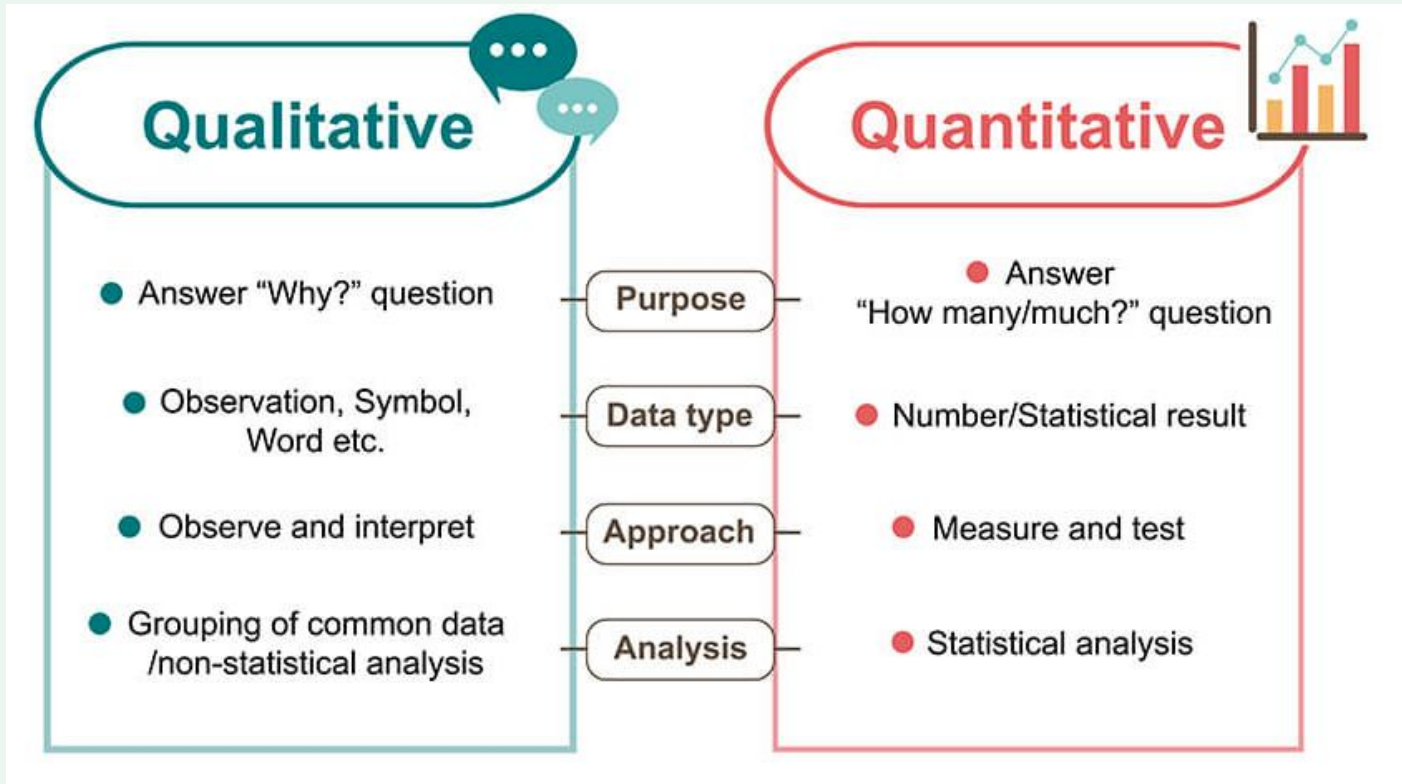 Qualitative
Quantitative
Answer “Why?” question
Purpose
Answer
“How many/much?” question
Observation, Symbol,
Word etc.
Data type
Number/Statistical result
Observe and interpret
Approach
Measure and test
Grouping of common data
/non-statistical analysis
Analysis
Statistical analysis